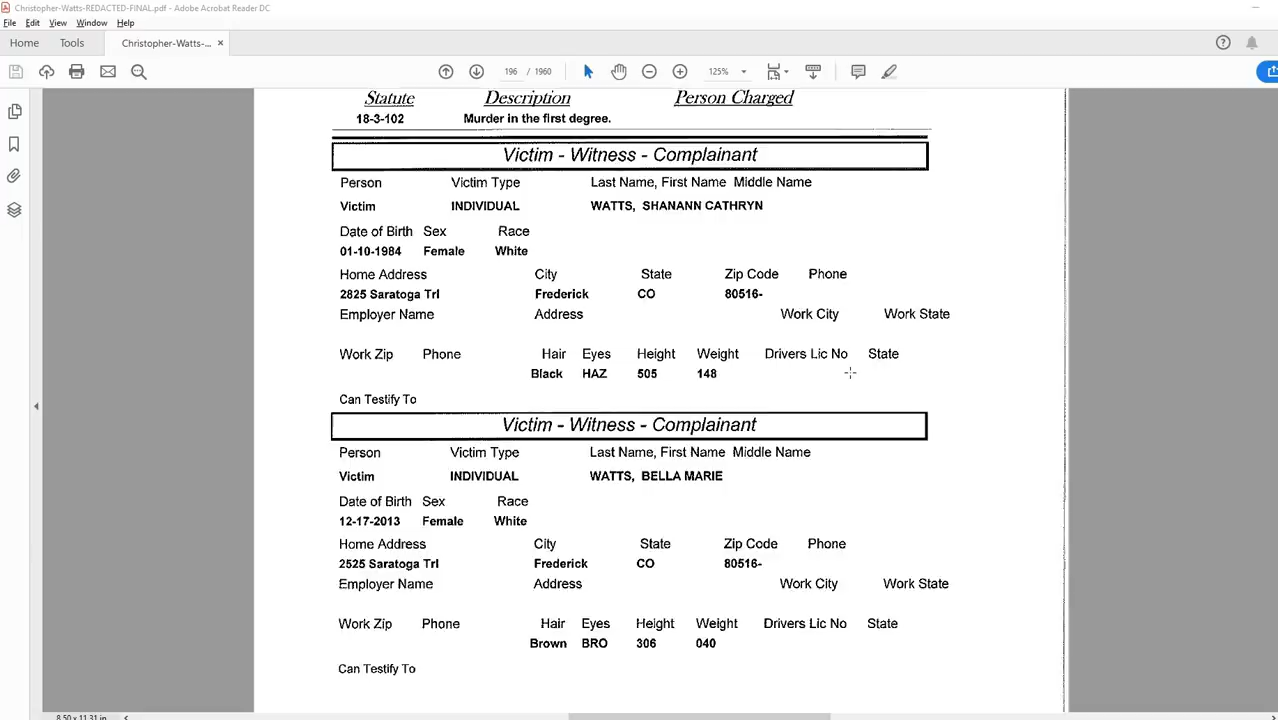 Christopher-Watts-REDACTED-FINAL.pdf - Adobe Acrobat Reader DC
File Edit View Window Help
Home Tools Christopher-Watts-... ×
196 / 1960 125%
Statute Description Person Charged
18-3-102 Murder in the first degree.
Victim - Witness - Complainant
Person Victim Type Last Name, First Name Middle Name
Victim INDIVIDUAL WATTS, SHANANN CATHRYN
Date of Birth Sex Race
01-10-1984 Female White
Home Address City State Zip Code Phone
2825 Saratoga Trl Frederick CO 80516-
Employer Name Address Work City Work State
Work Zip Phone Hair Eyes Height Weight Drivers Lic No State
Black HAZ 505 148
Can Testify To
Victim - Witness - Complainant
Person Victim Type Last Name, First Name Middle Name
Victim INDIVIDUAL WATTS, BELLA MARIE
Date of Birth Sex Race
12-17-2013 Female White
Home Address City State Zip Code Phone
2525 Saratoga Trl Frederick CO 80516-
Employer Name Address Work City Work State
Work Zip Phone Hair Eyes Height Weight Drivers Lic No State
Brown BRO 306 040
Can Testify To
8.50 x 11.31 in